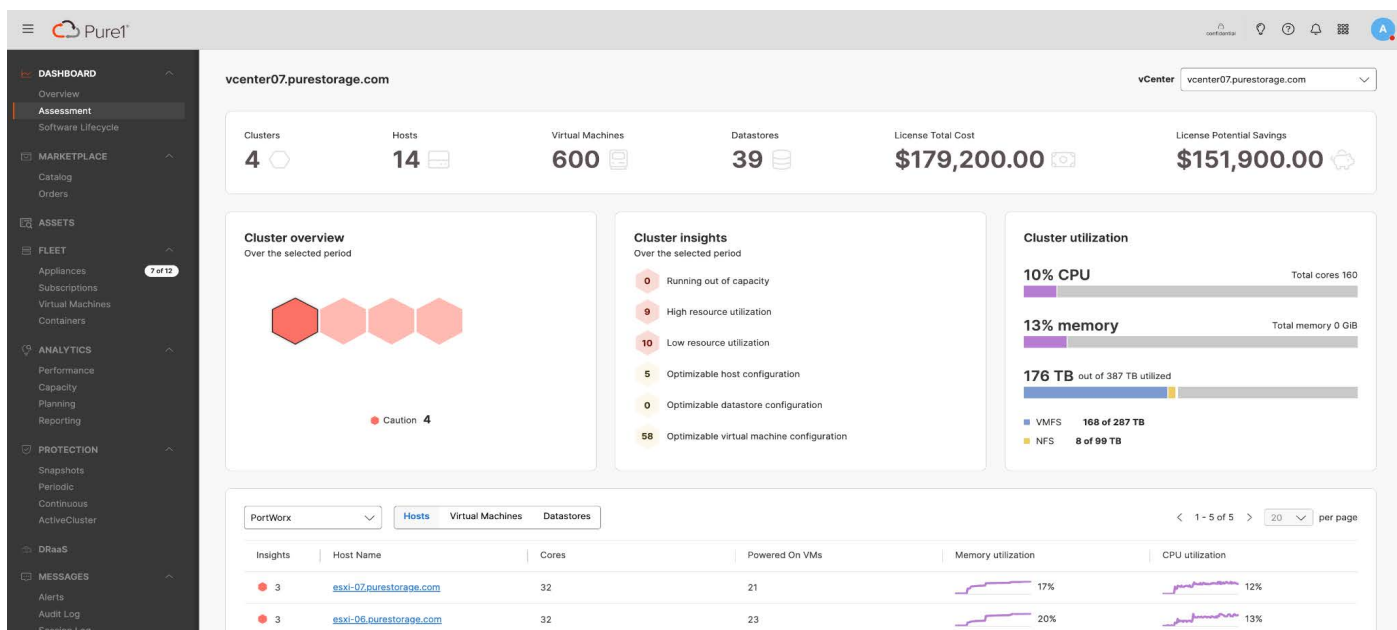 Pure1®
confidential
A
DASHBOARD
Overview
Assessment
Software Lifecycle
MARKETPLACE
Catalog
Orders
ASSETS
FLEET
Appliances 7 of 12
Subscriptions
Virtual Machines
Containers
ANALYTICS
Performance
Capacity
Planning
Reporting
PROTECTION
Snapshots
Periodic
Continuous
ActiveCluster
DRaaS
MESSAGES
Alerts
Audit Log
Session Log
vcenter07.purestorage.com
vCenter vcenter07.purestorage.com
Clusters Hosts Virtual Machines Datastores License Total Cost License Potential Savings
4 14 600 39 $179,200.00 $151,900.00
Cluster overview
Over the selected period
Caution 4
Cluster insights
Over the selected period
0 Running out of capacity
9 High resource utilization
10 Low resource utilization
5 Optimizable host configuration
0 Optimizable datastore configuration
58 Optimizable virtual machine configuration
Cluster utilization
10% CPU Total cores 160
13% memory Total memory 0 GiB
176 TB out of 387 TB utilized
VMFS 168 of 287 TB
NFS 8 of 99 TB
PortWorx Hosts Virtual Machines Datastores 1 - 5 of 5 20 per page
Insights Host Name Cores Powered On VMs Memory utilization CPU utilization
3 esxi-07.purestorage.com 32 21 17% 12%
3 esxi-06.purestorage.com 32 23 20% 13%